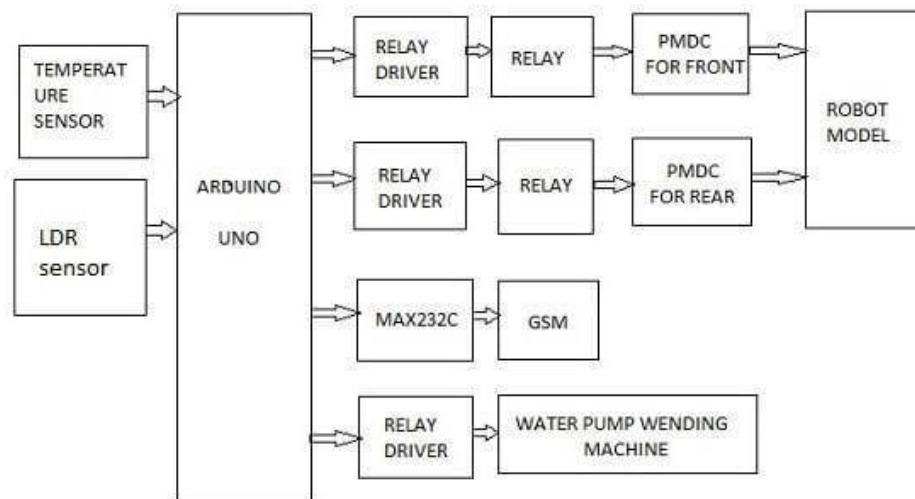 TEMPERAT
URE
SENSOR
LDR
sensor
ARDUINO
UNO
RELAY
DRIVER
RELAY
PMDC
FOR FRONT
RELAY
DRIVER
RELAY
PMDC
FOR REAR
ROBOT
MODEL
MAX232C
GSM
RELAY
DRIVER
WATER PUMP WENDING
MACHINE